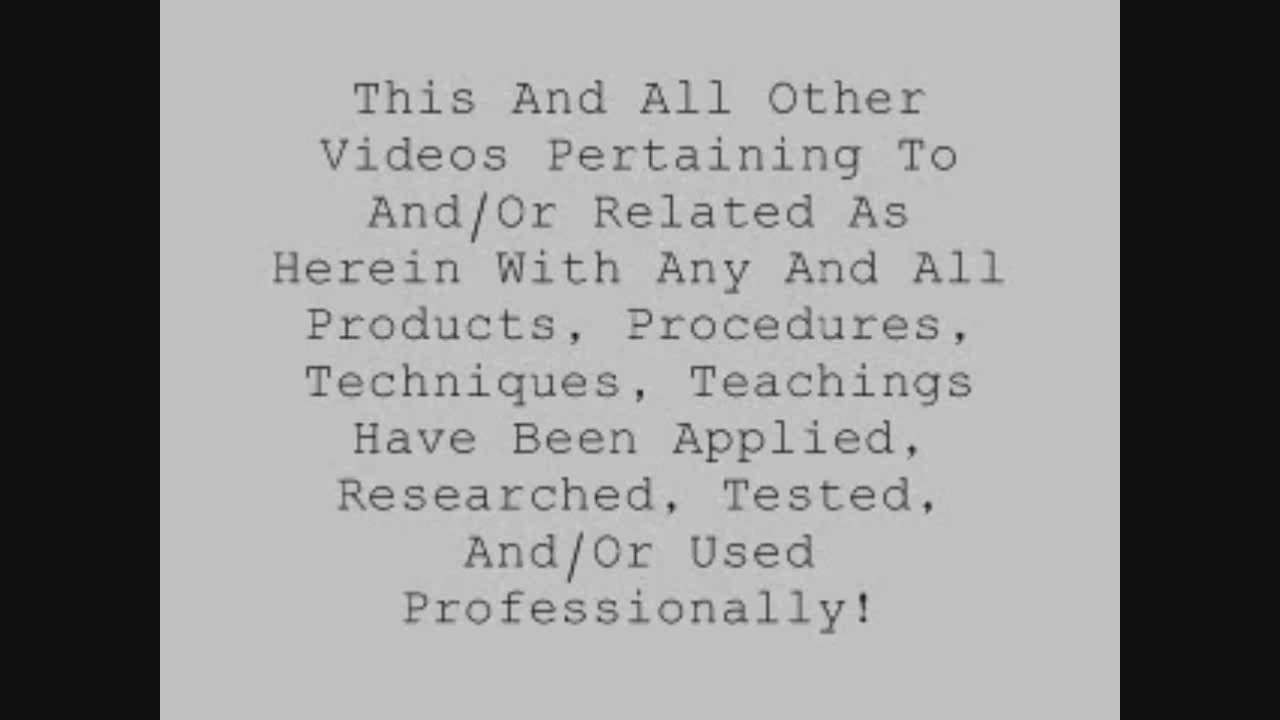 This And All Other
Videos Pertaining To
And/Or Related As
Herein With Any And All
Products, Procedures,
Techniques, Teachings
Have Been Applied,
Researched, Tested,
And/Or Used
Professionally!